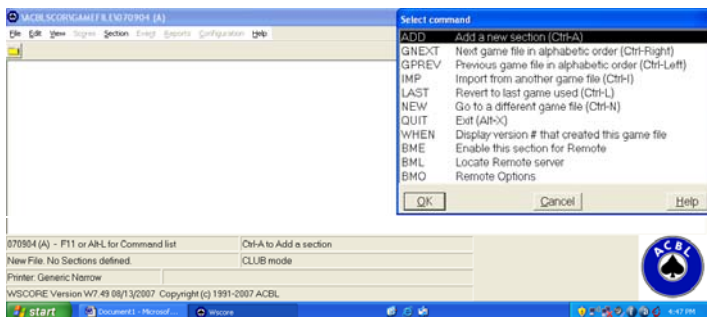 \ACBLSCOR\GAMEFILE\070904 (A)
File Edit View Scores Section Event Reports Configuration Help
Select command
ADD Add a new section (Ctrl-A)
GNEXT Next game file in alphabetic order (Ctrl-Right)
GPREV Previous game file in alphabetic order (Ctrl-Left)
IMP Import from another game file (Ctrl-I)
LAST Revert to last game used (Ctrl-L)
NEW Go to a different game file (Ctrl-N)
QUIT Exit (Alt-X)
WHEN Display version # that created this game file
BME Enable this section for Remote
BML Locate Remote server
BMO Remote Options
OK Cancel Help
070904 (A) - F11 or Alt-L for Command list Ctrl-A to Add a section
New File. No Sections defined. CLUB mode
Printer: Generic Narrow
WSCORE Version W7.49 08/13/2007 Copyright (c) 1991-2007 ACBL
ACBL
start Document1 - Microsof... Wscore 4:47 PM